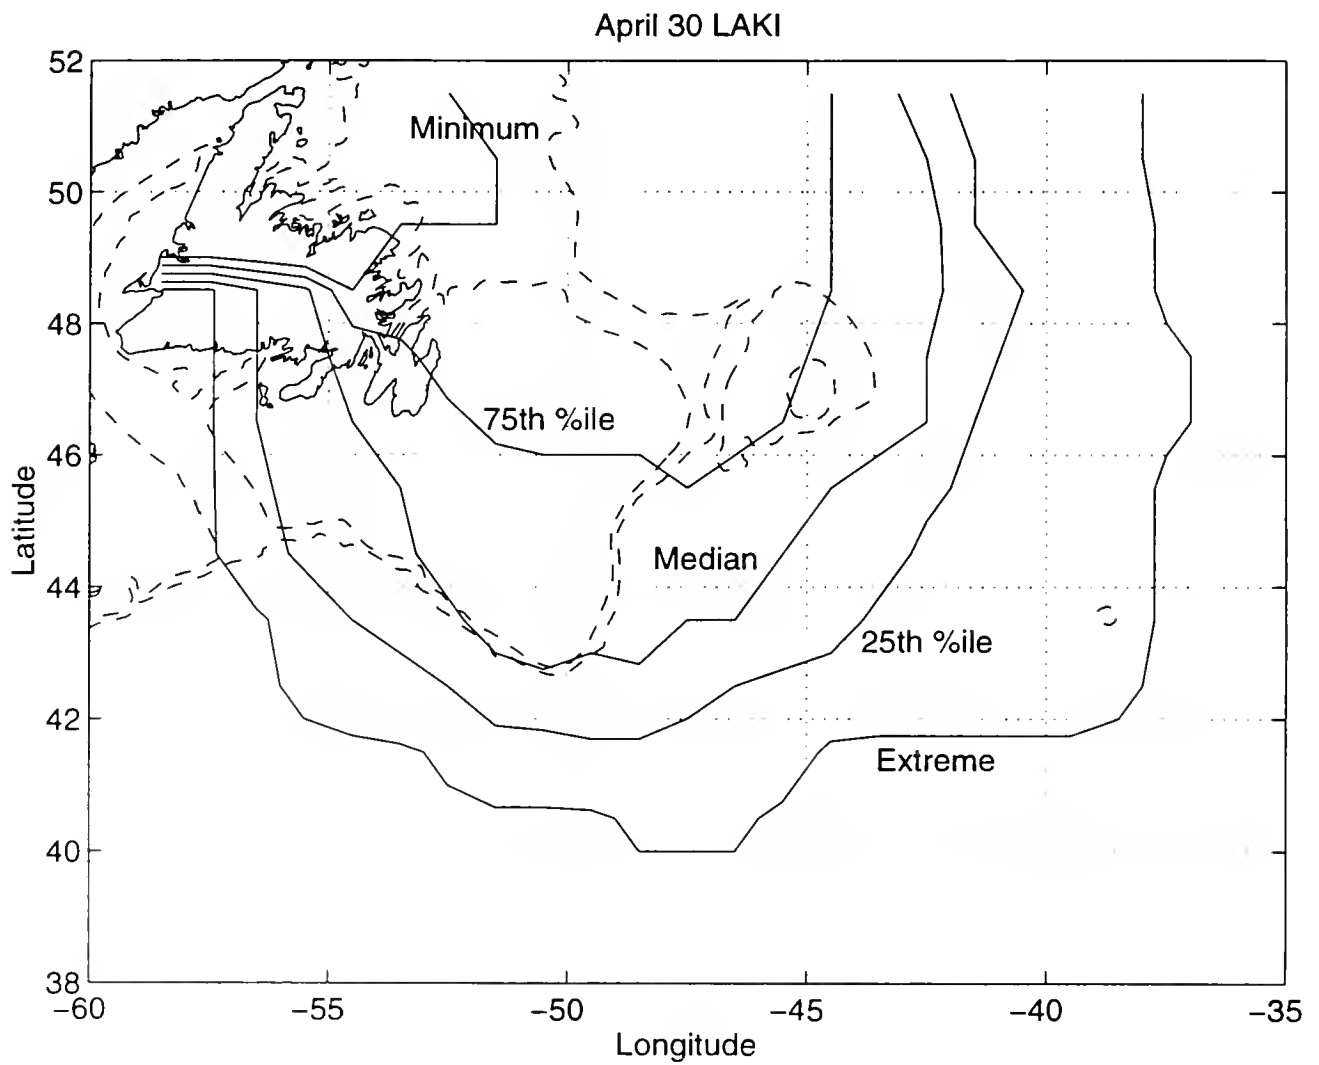 April 30 LAKI
52
Minimum
50
48
75th %ile
46
Latitude
Median
44
25th %ile
42
Extreme
40
38
−60 −55 −50 −45 −40 −35
Longitude